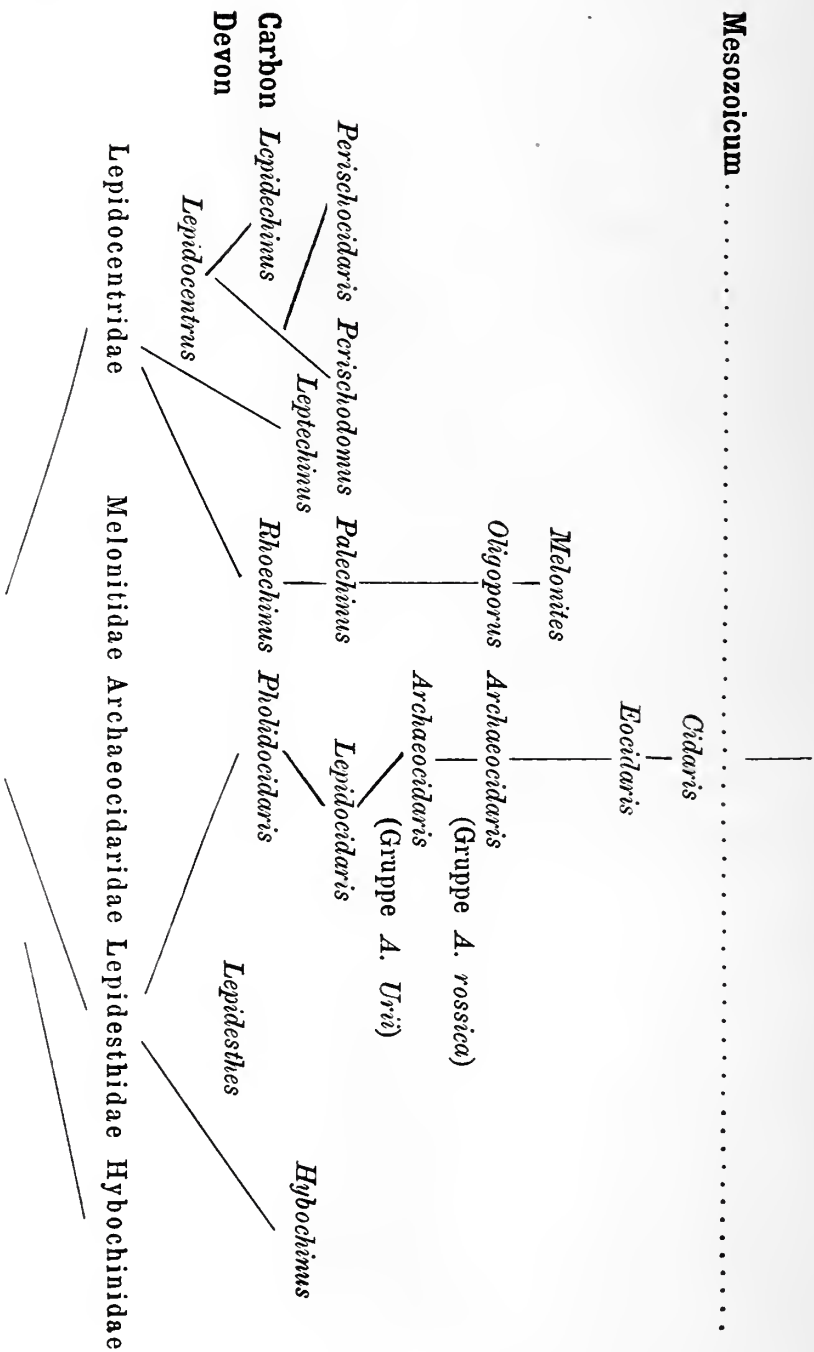 Mesozoicum . . . . . . . . . . . . . . . . . . . . . . . . . . . . . . . . . . . . . . . . . . . . . . . . . . . . . . . . . . . . . . . . .
Cidaris
Eocidaris
Melonites
Oligoporus Archaeocidaris
(Gruppe A. rossica)
Archaeocidaris
(Gruppe A. Urii)
Perischocidaris Perischodomus Palechinus Lepidocidaris
Leptechinus Hybochinus
Carbon Lepidechinus Rhoechinus Pholidocidaris
Devon Lepidesthes
Lepidocentrus
Lepidocentridae Melonitidae Archaeocidaridae Lepidesthidae Hybochinidae